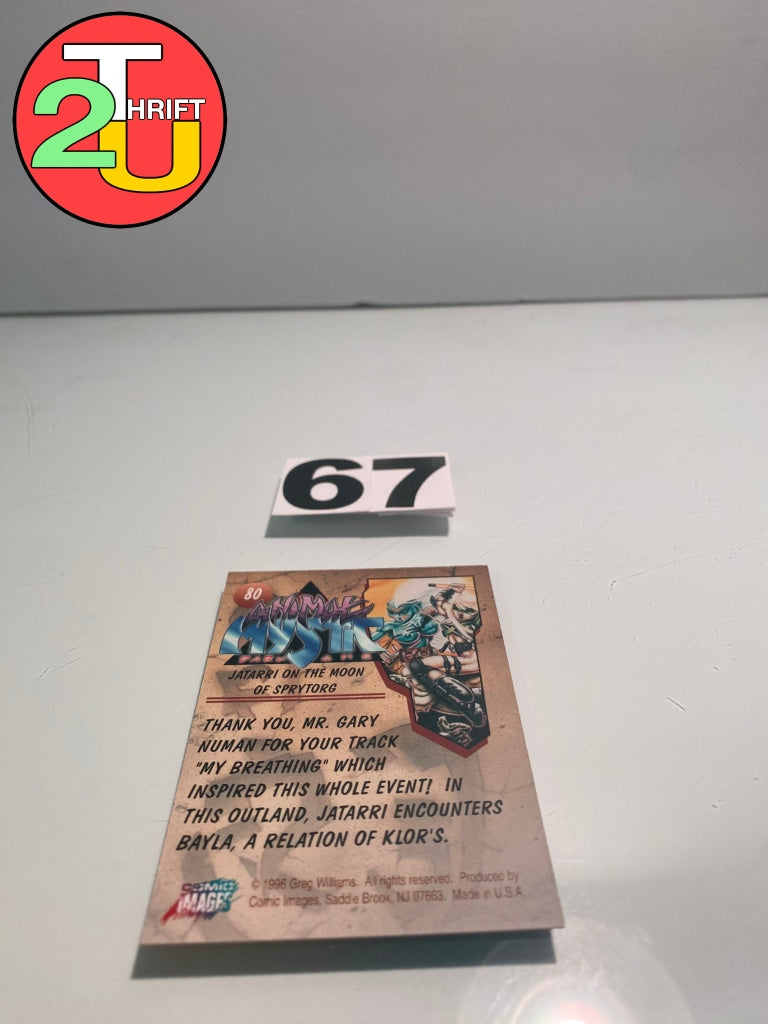 2 THRIFT U
67
80
ANIMAL
MYSTIC
JATARRI ON THE MOON
OF SPRYTORG
THANK YOU, MR. GARY
NUMAN FOR YOUR TRACK
"MY BREATHING" WHICH
INSPIRED THIS WHOLE EVENT! IN
THIS OUTLAND, JATARRI ENCOUNTERS
BAYLA, A RELATION OF KLOR'S.
COMIC
IMAGES
© 1996 Greg Williams. All rights reserved. Produced by
Comic Images, Saddle Brook, NJ 07663. Made in U.S.A.